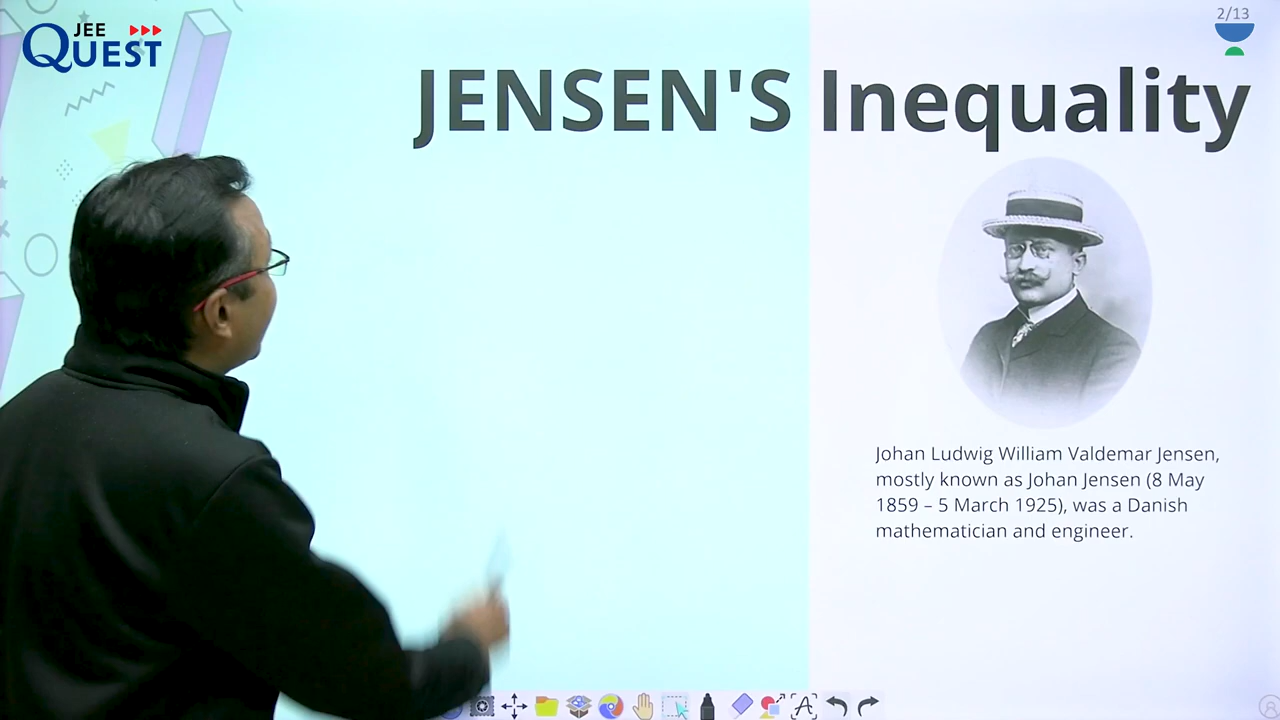 JEE
QUEST
2/13
JENSEN'S Inequality
Johan Ludwig William Valdemar Jensen,
mostly known as Johan Jensen (8 May
1859 – 5 March 1925), was a Danish
mathematician and engineer.